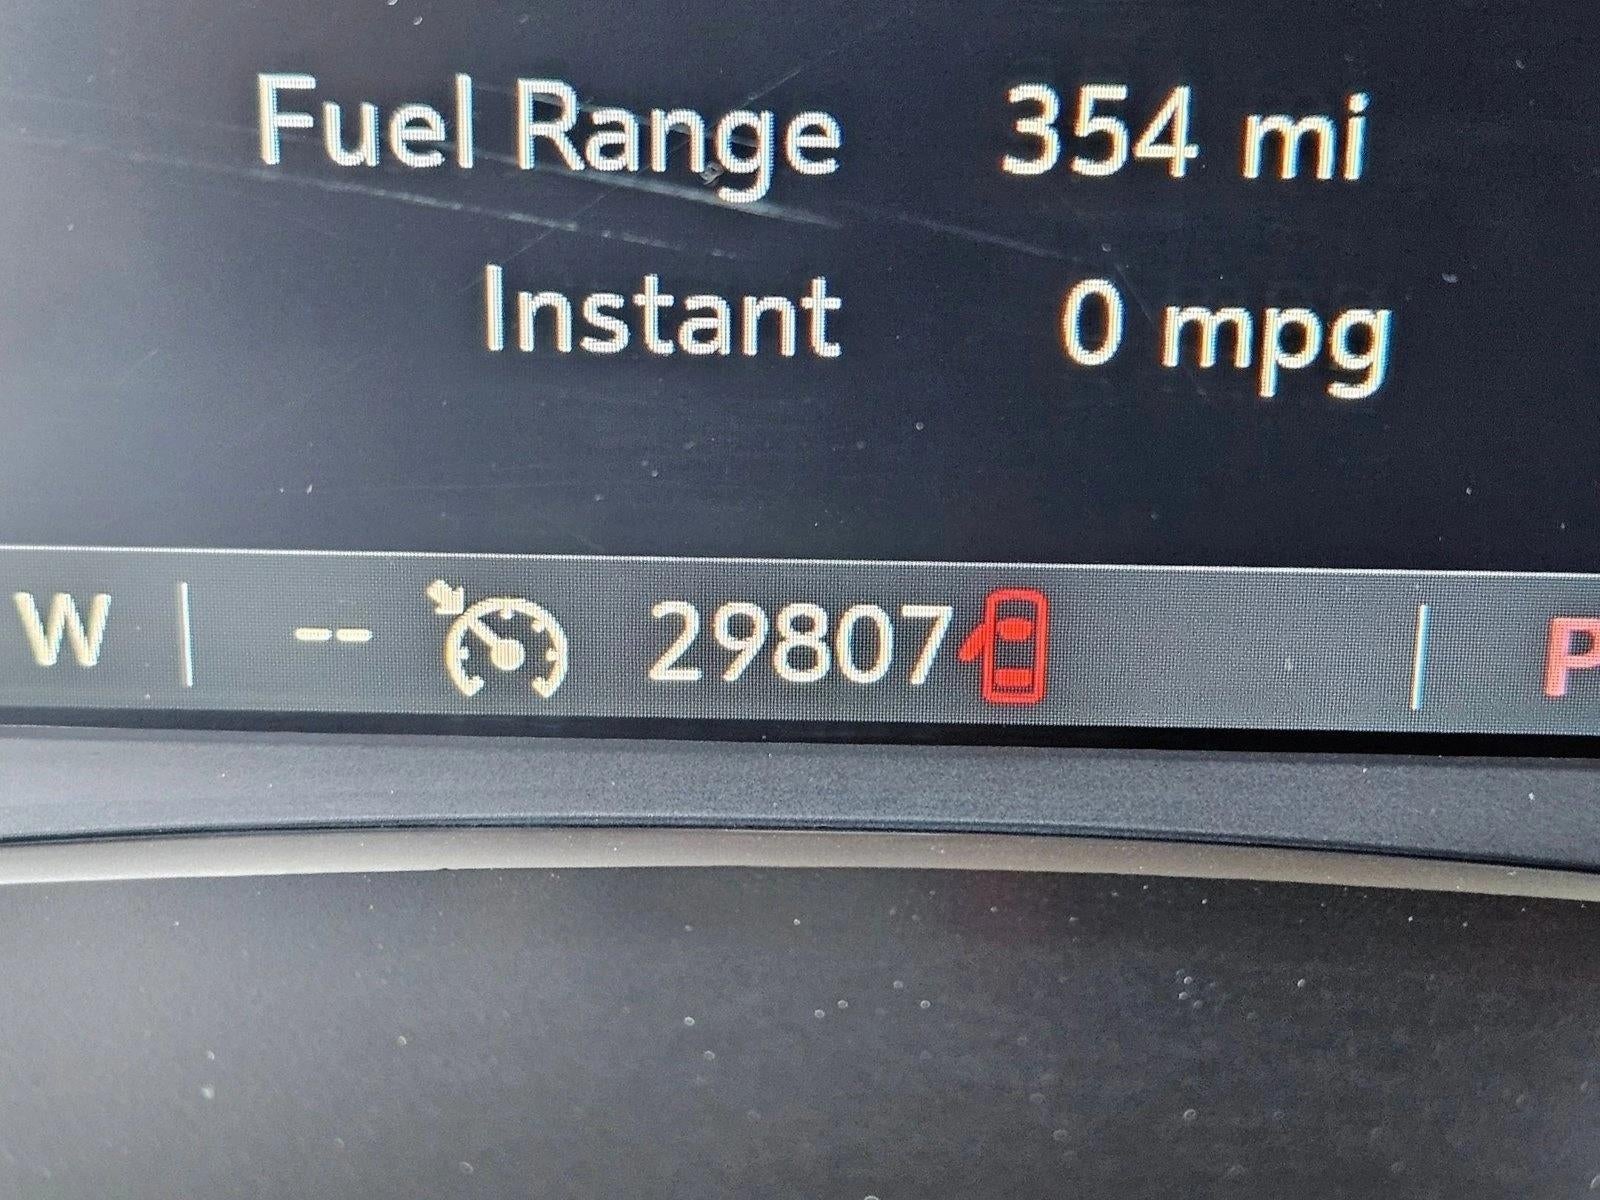 Fuel Range 354 mi
Instant 0 mpg
W -- 29807 P